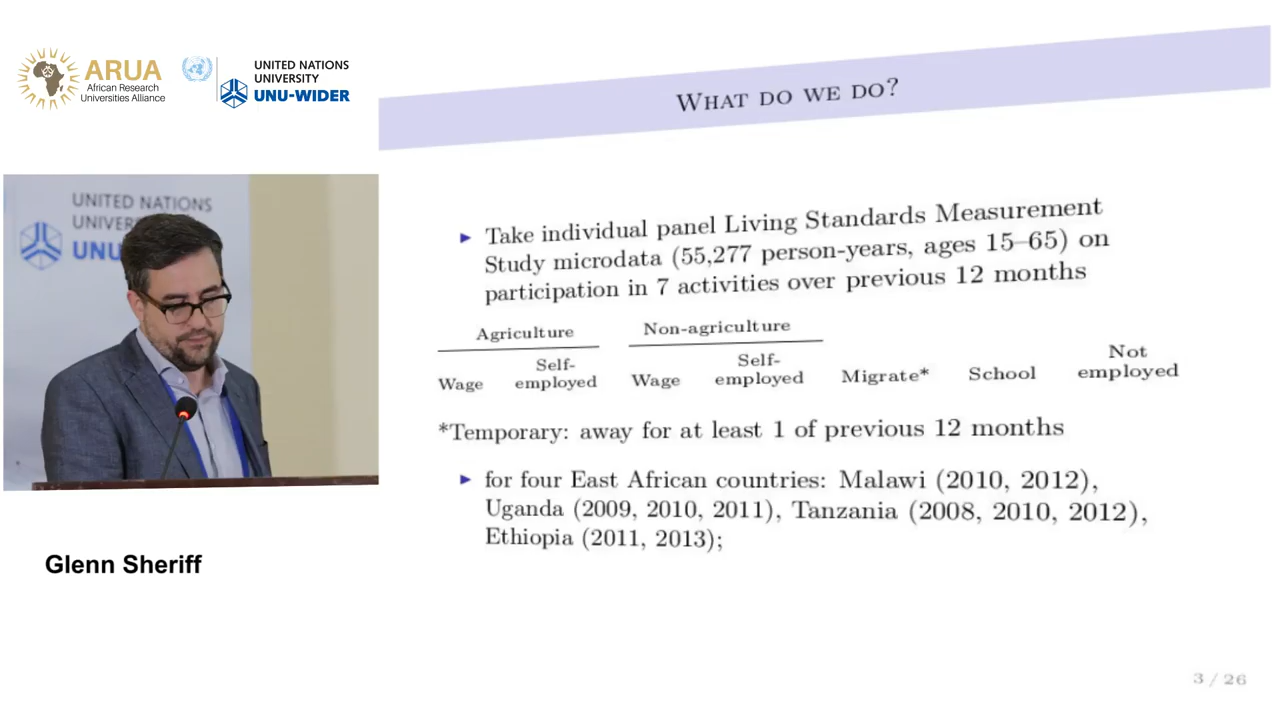 ARUA
African Research
Universities Alliance
UNITED NATIONS
UNIVERSITY
UNU-WIDER
WHAT DO WE DO?
UNITED NATIONS
UNU
▸ Take individual panel Living Standards Measurement
Study microdata (55,277 person-years, ages 15–65) on
participation in 7 activities over previous 12 months
Agriculture Non-agriculture
Wage Self-employed Wage Self-employed Migrate* School Not employed
*Temporary: away for at least 1 of previous 12 months
▸ for four East African countries: Malawi (2010, 2012),
Uganda (2009, 2010, 2011), Tanzania (2008, 2010, 2012),
Ethiopia (2011, 2013);
Glenn Sheriff
3 / 26